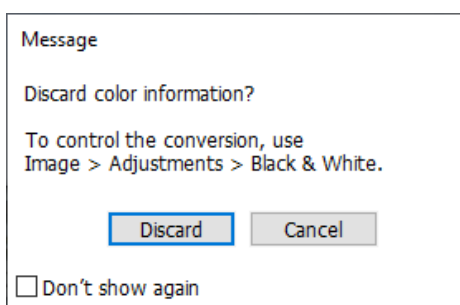 Message
Discard color information?
To control the conversion, use
Image > Adjustments > Black & White.
Discard Cancel
Don't show again